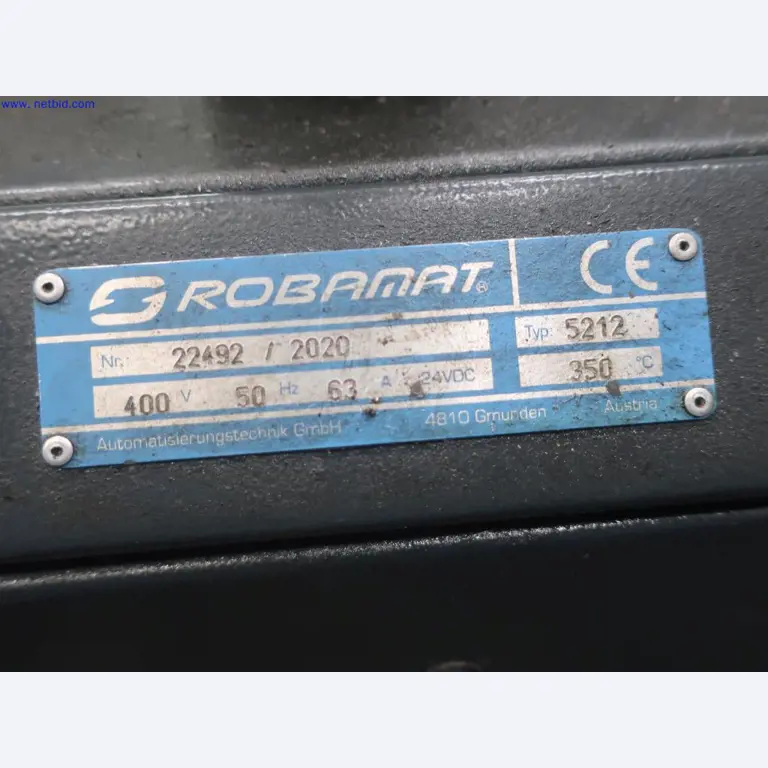 www.netbid.com
ROBAMAT®
CE
Nr.: 22492 / 2020
Typ: 5212
400 V 50 Hz 63 A 24VDC
350 °C
Automatisierungstechnik GmbH 4810 Gmunden Austria